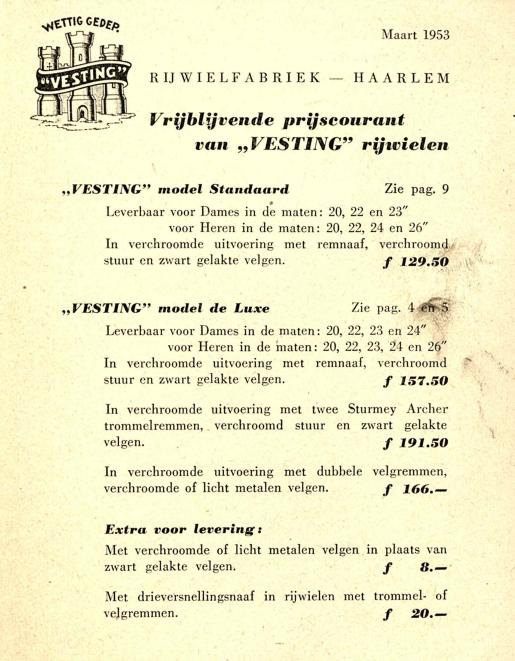 WETTIG GEDEP.
"VESTING"
Maart 1953
RIJWIELFABRIEK — HAARLEM
Vrijblijvende prijscourant
van „VESTING” rijwielen
„VESTING” model Standaard Zie pag. 9
Leverbaar voor Dames in de maten: 20, 22 en 23″
voor Heren in de maten: 20, 22, 24 en 26″
In verchroomde uitvoering met remnaaf, verchroomd
stuur en zwart gelakte velgen. f 129.50
„VESTING” model de Luxe Zie pag. 4 en 5
Leverbaar voor Dames in de maten: 20, 22, 23 en 24″
voor Heren in de maten: 20, 22, 23, 24 en 26″
In verchroomde uitvoering met remnaaf, verchroomd
stuur en zwart gelakte velgen. f 157.50
In verchroomde uitvoering met twee Sturmey Archer
trommelremmen, verchroomd stuur en zwart gelakte
velgen. f 191.50
In verchroomde uitvoering met dubbele velgremmen,
verchroomde of licht metalen velgen. f 166.—
Extra voor levering:
Met verchroomde of licht metalen velgen in plaats van
zwart gelakte velgen. f 8.—
Met drieversnellingsnaaf in rijwielen met trommel- of
velgremmen. f 20.—